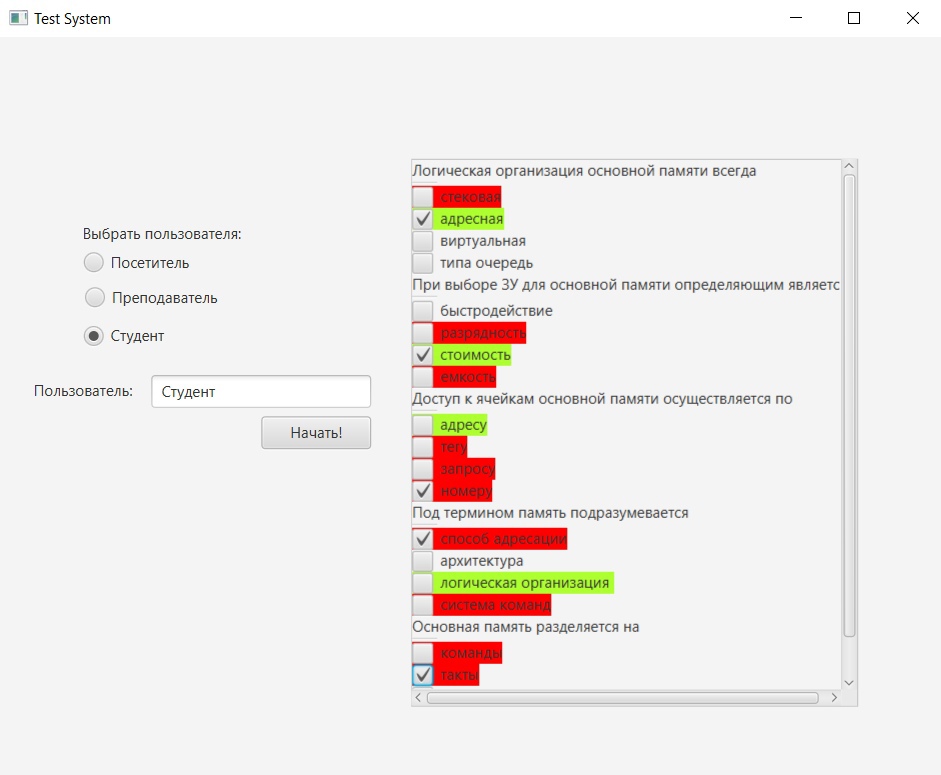 Test System
Выбрать пользователя:
Посетитель
Преподаватель
Студент
Пользователь:
Студент
Начать!
Логическая организация основной памяти всегда
стековая
адресная
виртуальная
типа очередь
При выборе ЗУ для основной памяти определяющим являетс
быстродействие
разрядность
стоимость
емкость
Доступ к ячейкам основной памяти осуществляется по
адресу
тегу
запросу
номеру
Под термином память подразумевается
способ адресации
архитектура
логическая организация
система команд
Основная память разделяется на
команды
такты